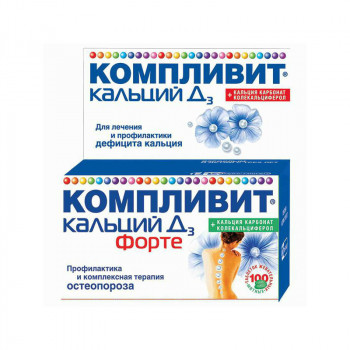 КОМПЛИВИТ®
КАЛЬЦИЙ Д3
+ КАЛЬЦИЯ КАРБОНАТ
КОЛЕКАЛЬЦИФЕРОЛ
Для лечения
и профилактики
дефицита кальция
КОМПЛИВИТ®
КАЛЬЦИЙ Д3
форте
+ КАЛЬЦИЯ КАРБОНАТ
КОЛЕКАЛЬЦИФЕРОЛ
Профилактика
и комплексная терапия
остеопороза
100